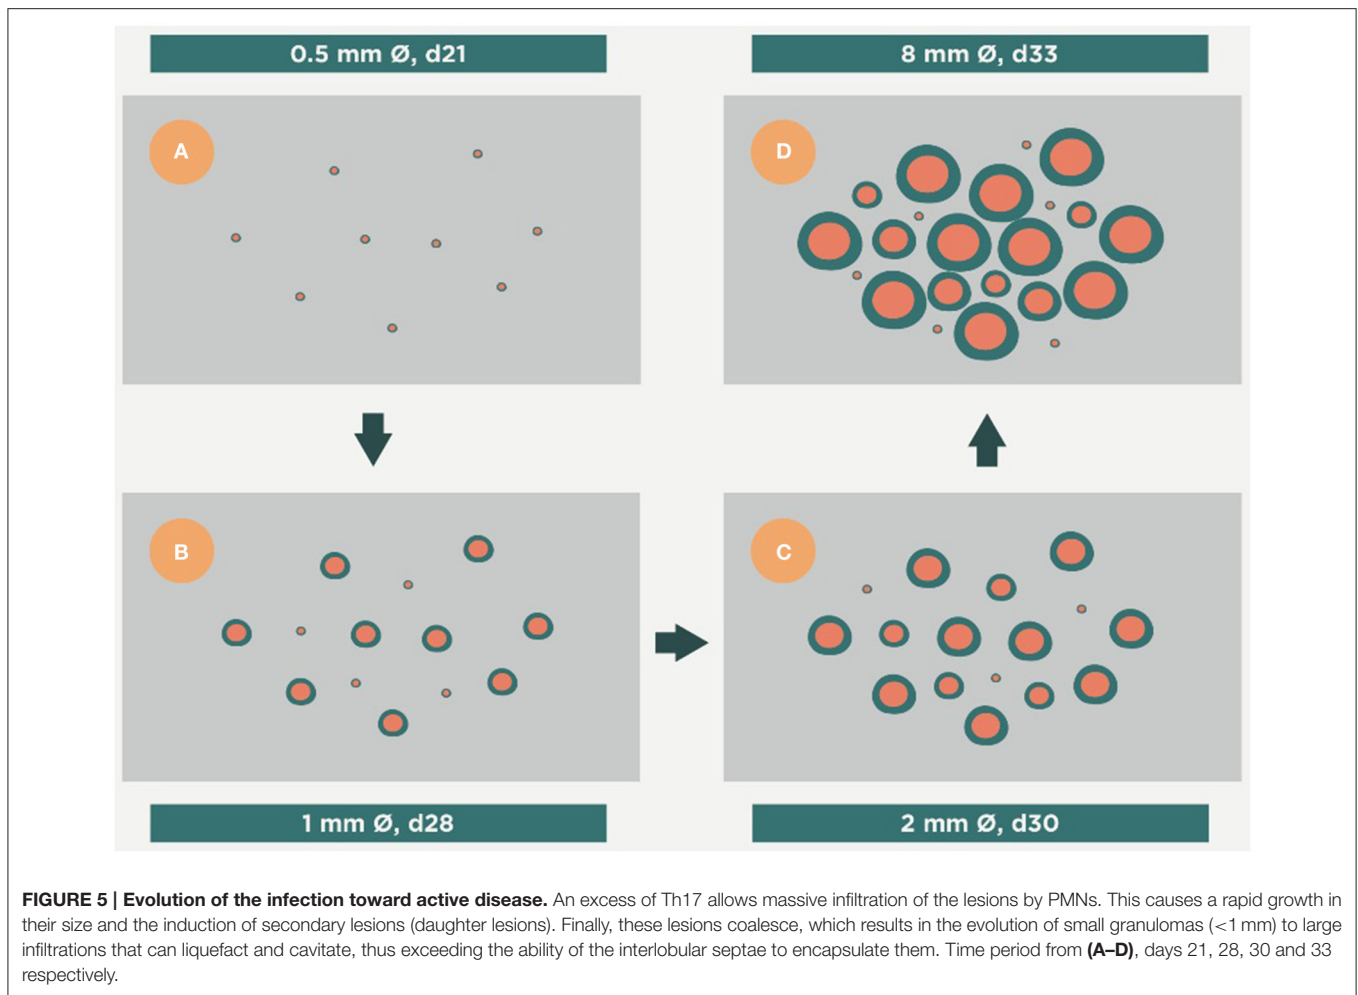 0.5 mm Ø, d21
8 mm Ø, d33
A
D
B
C
1 mm Ø, d28
2 mm Ø, d30
FIGURE 5 | Evolution of the infection toward active disease. An excess of Th17 allows massive infiltration of the lesions by PMNs. This causes a rapid growth in
their size and the induction of secondary lesions (daughter lesions). Finally, these lesions coalesce, which results in the evolution of small granulomas (<1 mm) to large
infiltrations that can liquefact and cavitate, thus exceeding the ability of the interlobular septae to encapsulate them. Time period from (A–D), days 21, 28, 30 and 33
respectively.